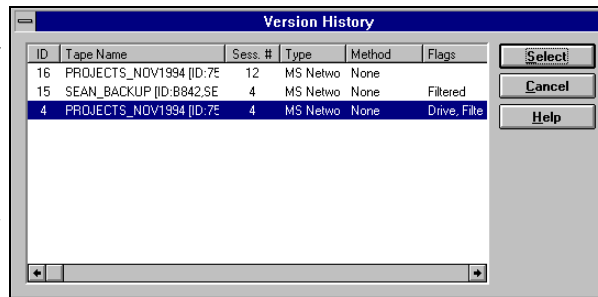 Version History
ID Tape Name Sess. # Type Method Flags
16 PROJECTS_NOV1994 [ID:75 12 MS Netwo None
15 SEAN_BACKUP [ID:B842,SE 4 MS Netwo None Filtered
4 PROJECTS_NOV1994 [ID:75 4 MS Netwo None Drive, Filte
Select
Cancel
Help